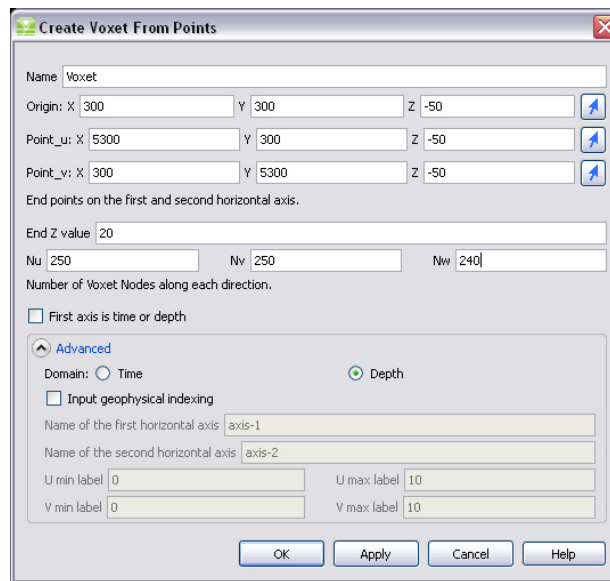 Create Voxet From Points
Name Voxet
Origin: X 300 Y 300 Z -50
Point_u: X 5300 Y 300 Z -50
Point_v: X 300 Y 5300 Z -50
End points on the first and second horizontal axis.
End Z value 20
Nu 250 Nv 250 Nw 240
Number of Voxet Nodes along each direction.
First axis is time or depth
Advanced
Domain: Time Depth
Input geophysical indexing
Name of the first horizontal axis axis-1
Name of the second horizontal axis axis-2
U min label 0 U max label 10
V min label 0 V max label 10
OK Apply Cancel Help